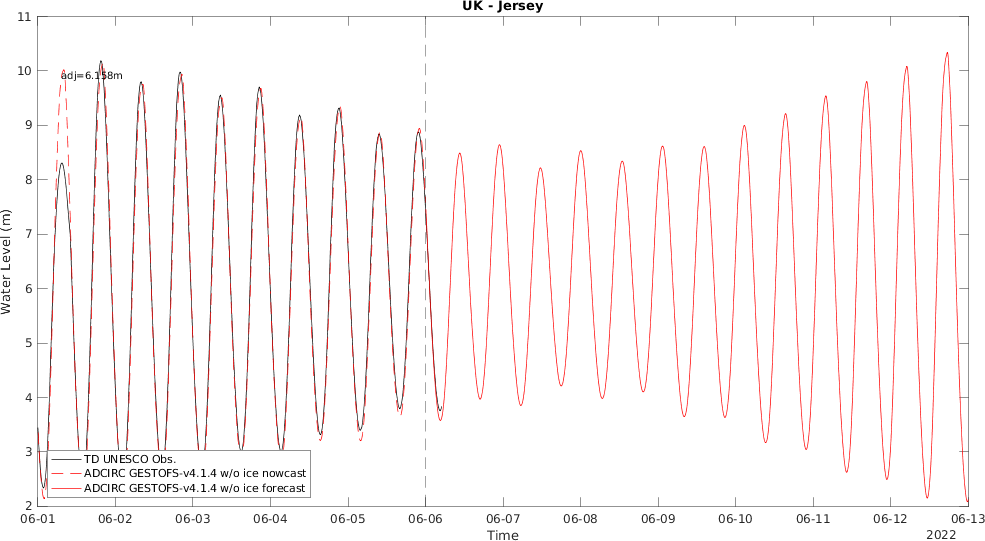 UK - Jersey
11
10
9
8
7
6
5
4
3
2
Water Level (m)
adj=6.158m
TD UNESCO Obs.
ADCIRC GESTOFS-v4.1.4 w/o ice nowcast
ADCIRC GESTOFS-v4.1.4 w/o ice forecast
06-01 06-02 06-03 06-04 06-05 06-06 06-07 06-08 06-09 06-10 06-11 06-12 06-13
Time
2022